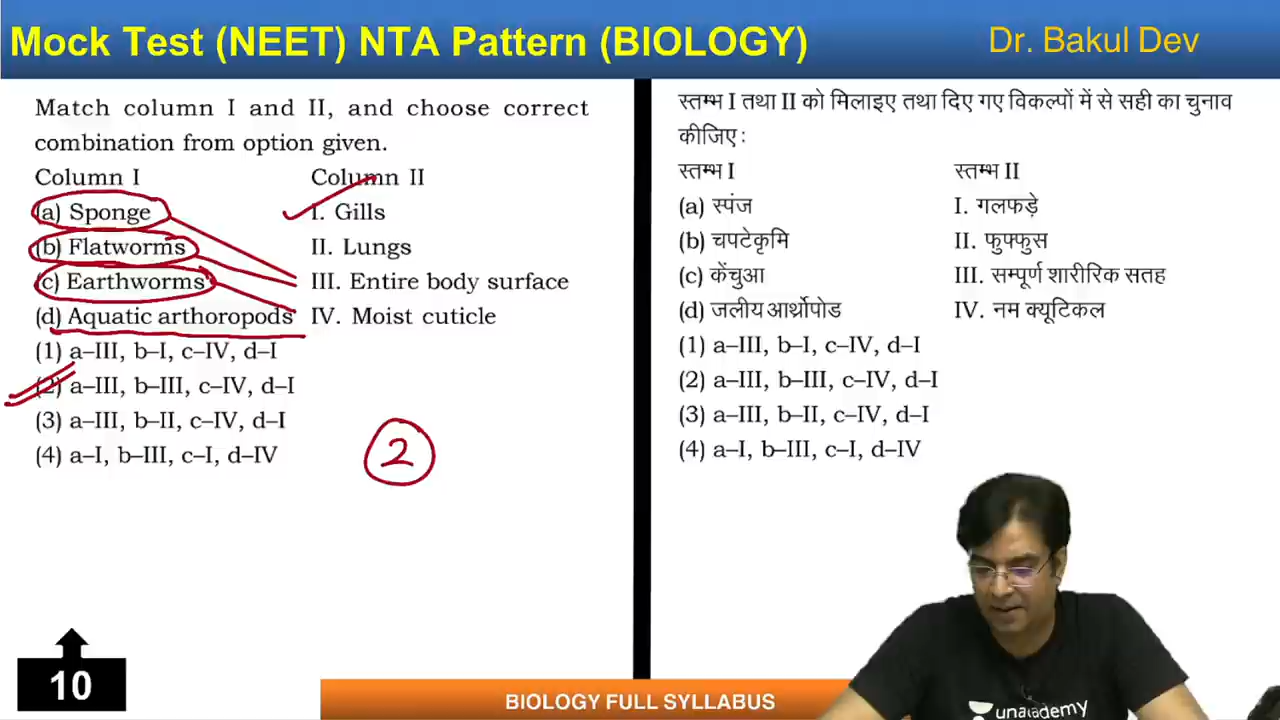 Mock Test (NEET) NTA Pattern (BIOLOGY)
Dr. Bakul Dev
Match column I and II, and choose correct
combination from option given.
Column I Column II
(a) Sponge I. Gills
(b) Flatworms II. Lungs
(c) Earthworms III. Entire body surface
(d) Aquatic arthoropods IV. Moist cuticle
(1) a–III, b–I, c–IV, d–I
(2) a–III, b–III, c–IV, d–I
(3) a–III, b–II, c–IV, d–I
(4) a–I, b–III, c–I, d–IV
2
स्तम्भ I तथा II को मिलाइए तथा दिए गए विकल्पों में से सही का चुनाव
कीजिए :
स्तम्भ I स्तम्भ II
(a) स्पंज I. गलफड़े
(b) चपटेकृमि II. फुफ्फुस
(c) केंचुआ III. सम्पूर्ण शारीरिक सतह
(d) जलीय आर्थोपोड IV. नम क्यूटिकल
(1) a–III, b–I, c–IV, d–I
(2) a–III, b–III, c–IV, d–I
(3) a–III, b–II, c–IV, d–I
(4) a–I, b–III, c–I, d–IV
10
BIOLOGY FULL SYLLABUS
unacademy